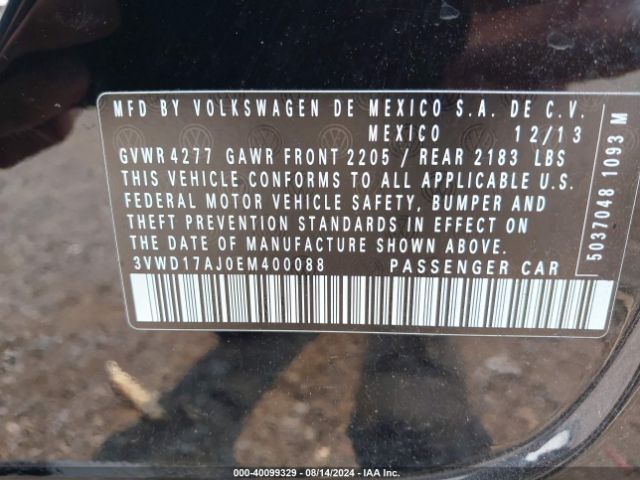 MFD BY VOLKSWAGEN DE MEXICO S.A. DE C.V.
MEXICO 12/13
GVWR 4277 GAWR FRONT 2205 / REAR 2183 LBS
THIS VEHICLE CONFORMS TO ALL APPLICABLE U.S.
FEDERAL MOTOR VEHICLE SAFETY, BUMPER AND
THEFT PREVENTION STANDARDS IN EFFECT ON
THE DATE OF MANUFACTURE SHOWN ABOVE.
3VWD17AJ0EM400088 PASSENGER CAR
5037048 1093 M
000-40099329 - 08/14/2024 - IAA Inc.